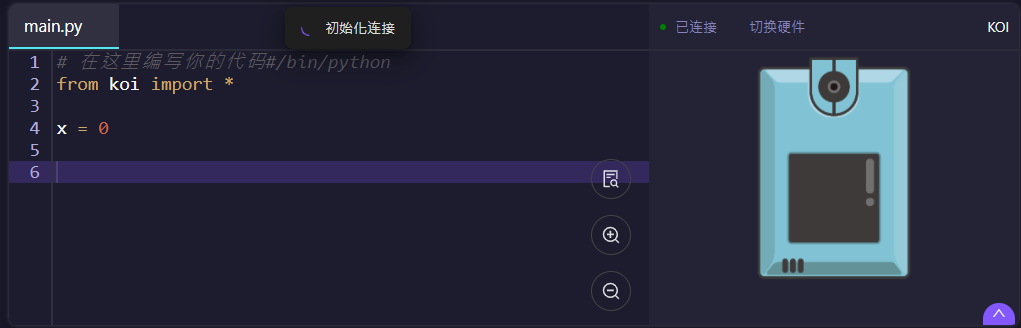 main.py
初始化连接
已连接
切换硬件
KOI
1 # 在这里编写你的代码#/bin/python
2 from koi import *
3
4 x = 0
5
6